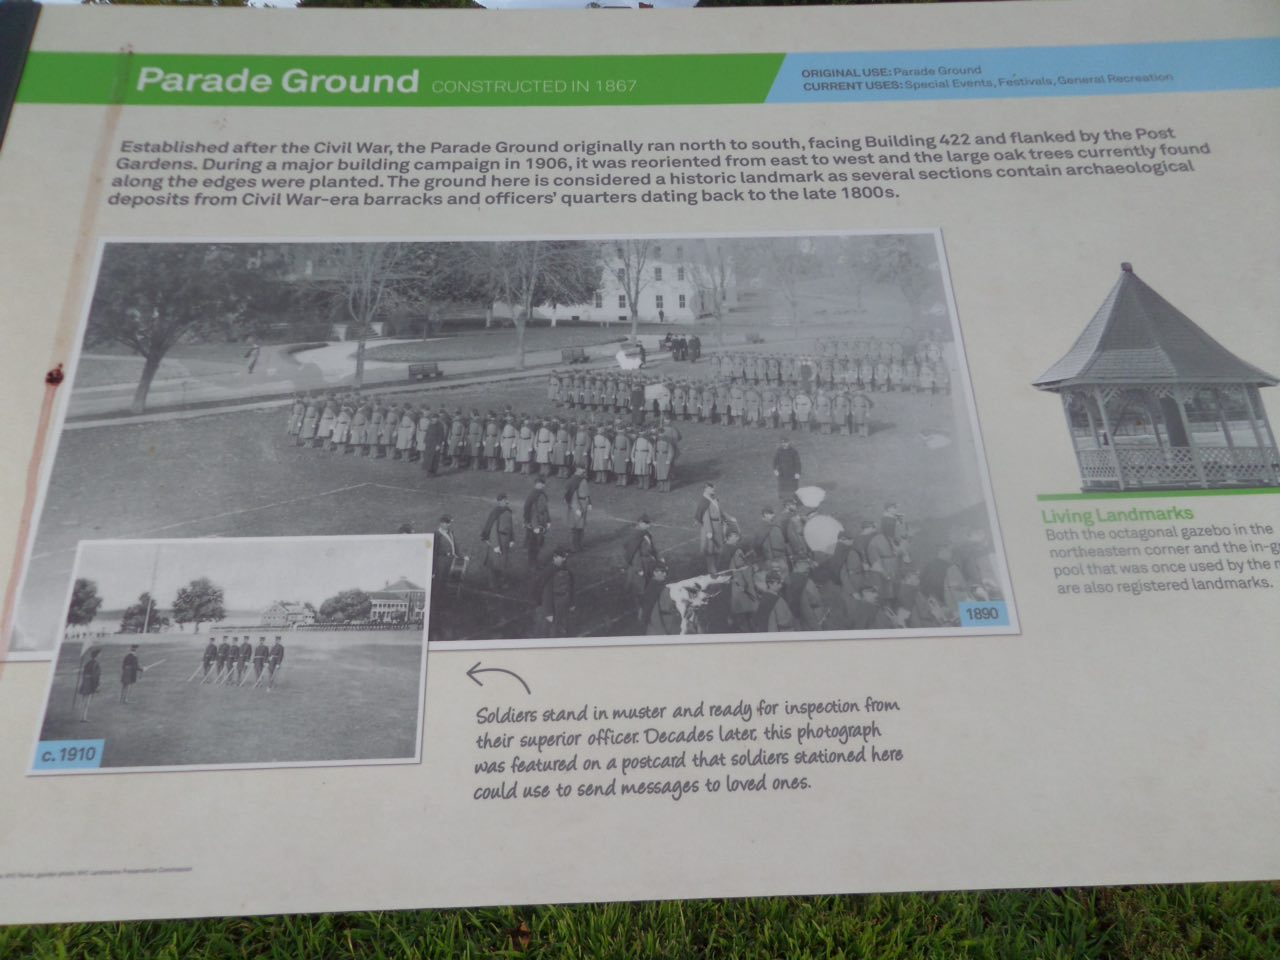 Parade Ground CONSTRUCTED IN 1867
ORIGINAL USE: Parade Ground
CURRENT USES: Special Events, Festivals, General Recreation
Established after the Civil War, the Parade Ground originally ran north to south, facing Building 422 and flanked by the Post
Gardens. During a major building campaign in 1906, it was reoriented from east to west and the large oak trees currently found
along the edges were planted. The ground here is considered a historic landmark as several sections contain archaeological
deposits from Civil War-era barracks and officers' quarters dating back to the late 1800s.
1890
Living Landmarks
Both the octagonal gazebo in the
northeastern corner and the in-g
pool that was once used by the
are also registered landmarks.
c. 1910
Soldiers stand in muster and ready for inspection from
their superior officer. Decades later, this photograph
was featured on a postcard that soldiers stationed here
could use to send messages to loved ones.
NYC Landmarks Preservation Commission